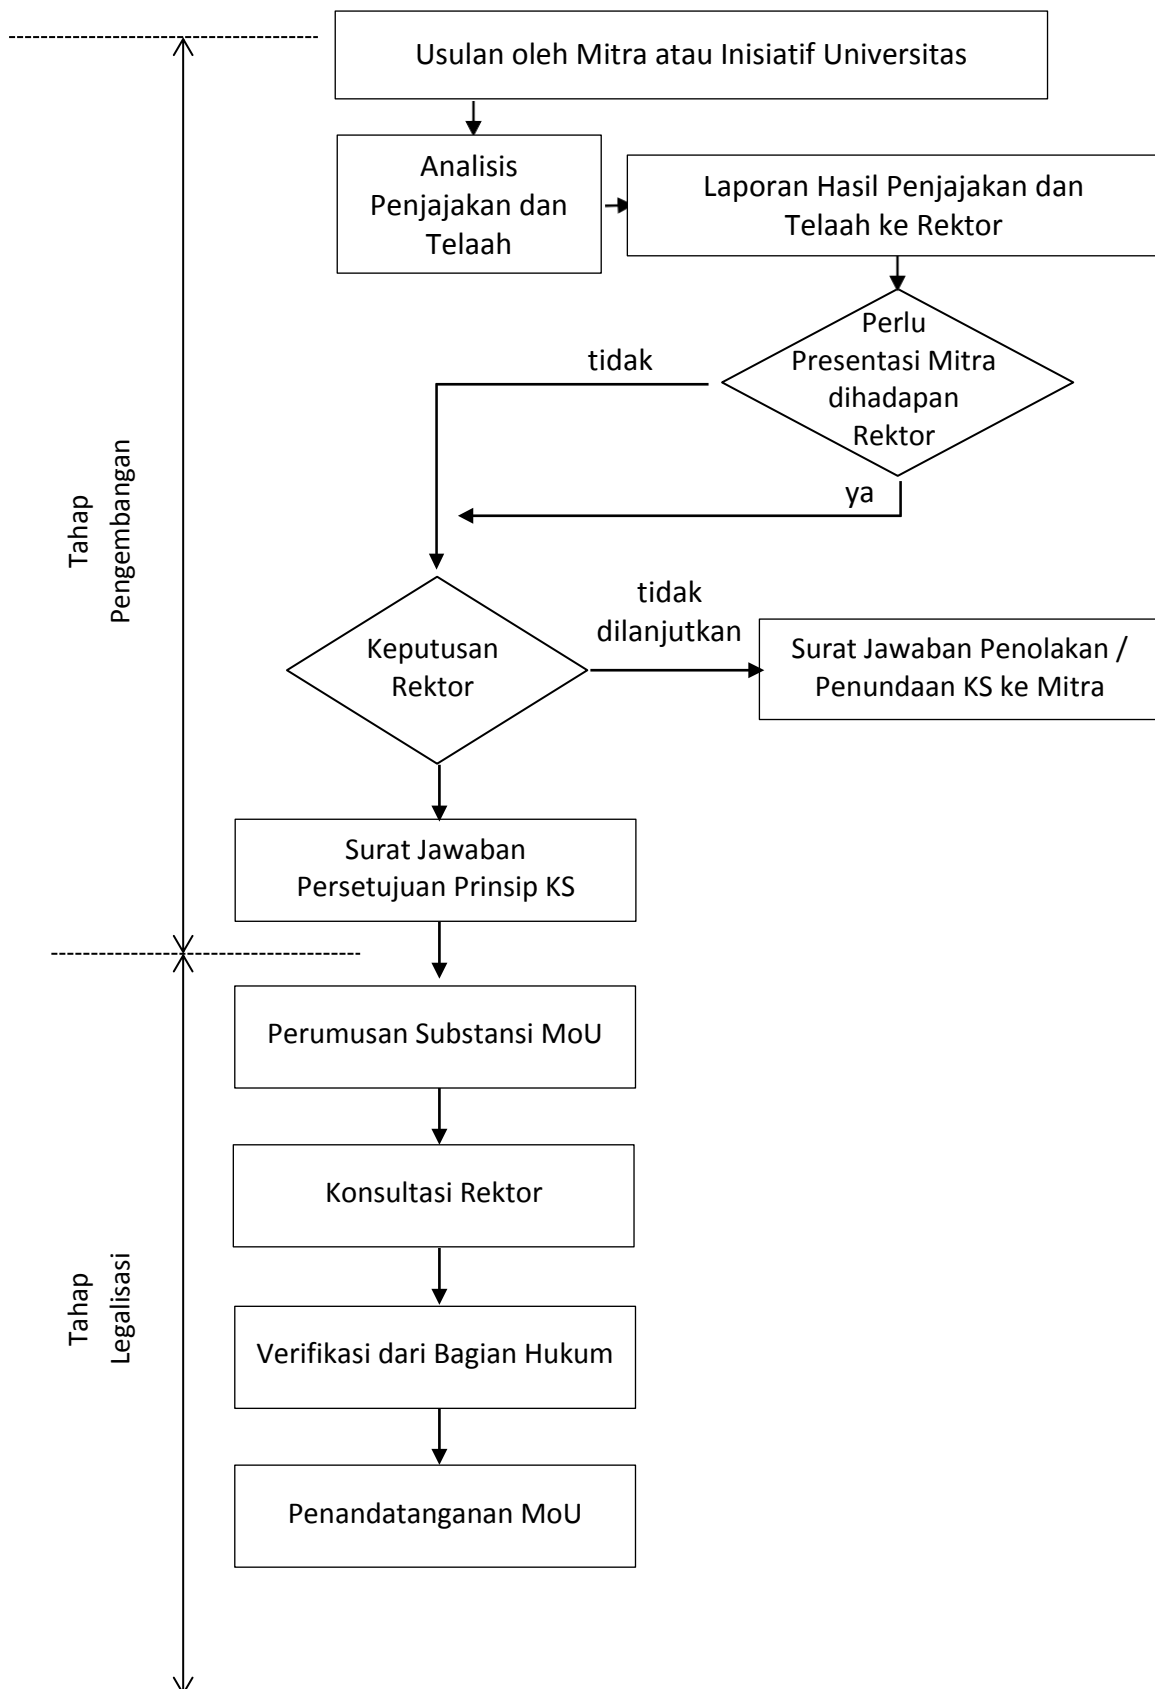 Usulan oleh Mitra atau Inisiatif Universitas
Analisis
Penjajakan dan
Telaah
Laporan Hasil Penjajakan dan
Telaah ke Rektor
Perlu
Presentasi Mitra
dihadapan
Rektor
tidak
ya
Tahap
Pengembangan
Keputusan
Rektor
tidak
dilanjutkan
Surat Jawaban Penolakan /
Penundaan KS ke Mitra
Surat Jawaban
Persetujuan Prinsip KS
Perumusan Substansi MoU
Konsultasi Rektor
Tahap
Legalisasi
Verifikasi dari Bagian Hukum
Penandatanganan MoU